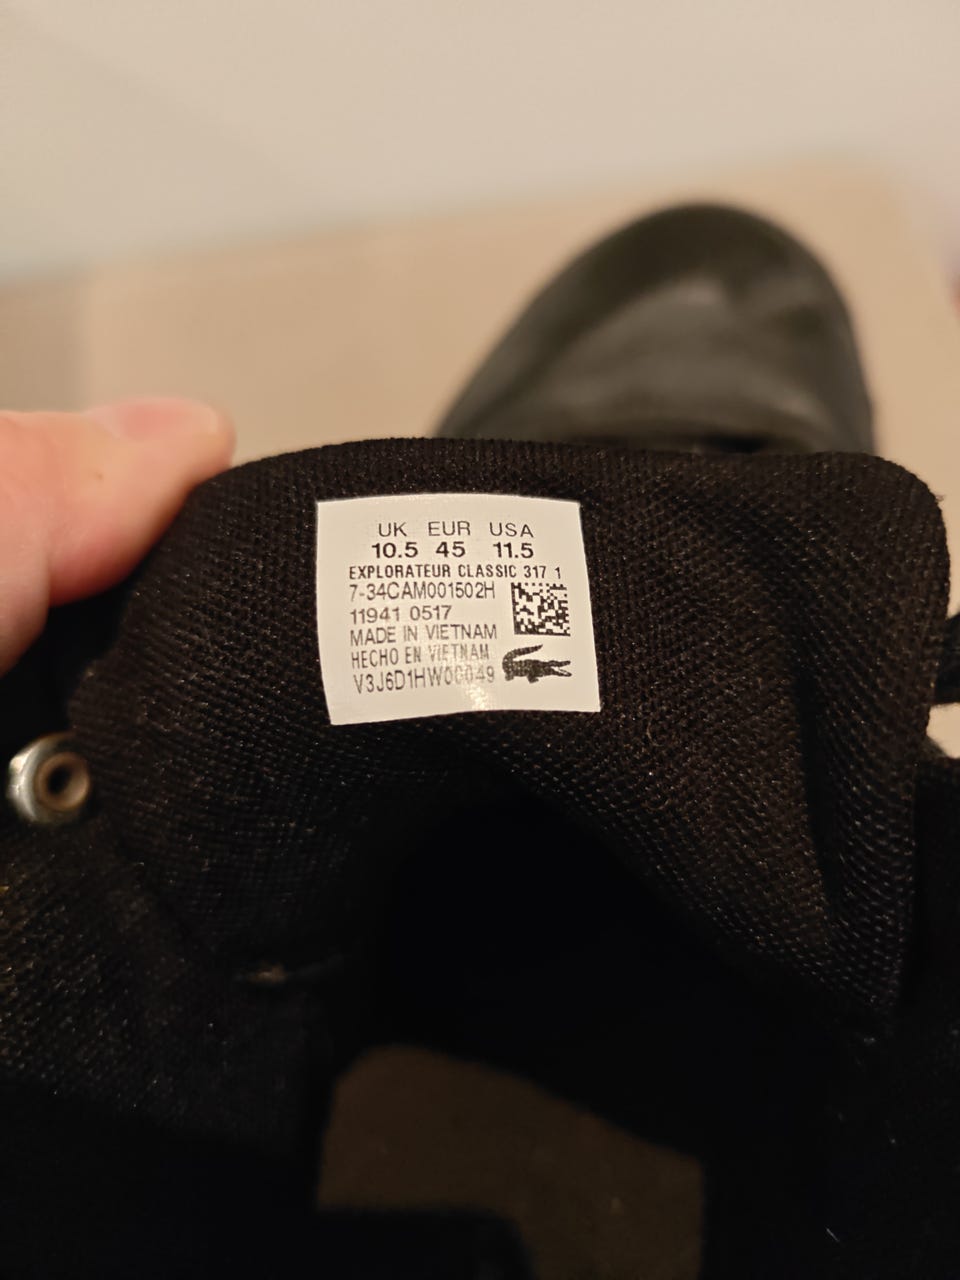 UK EUR USA
10.5 45 11.5
EXPLORATEUR CLASSIC 317 1
7-34CAM001502H
11941 0517
MADE IN VIETNAM
HECHO EN VIETNAM
V3J6D1HW00049